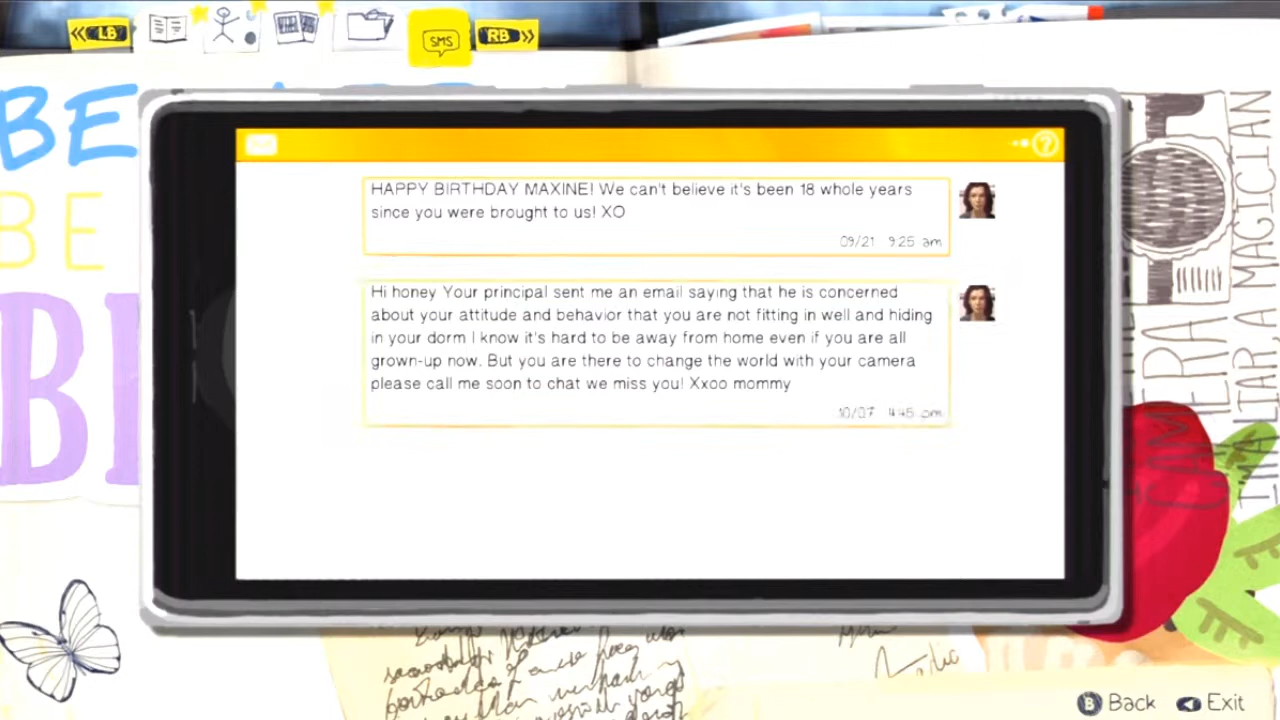 LB
SMS
RB
?
HAPPY BIRTHDAY MAXINE! We can't believe it's been 18 whole years
since you were brought to us! XO
09/21 9:25 am
Hi honey Your principal sent me an email saying that he is concerned
about your attitude and behavior that you are not fitting in well and hiding
in your dorm I know it's hard to be away from home even if you are all
grown-up now. But you are there to change the world with your camera
please call me soon to chat we miss you! Xxoo mommy
10/07 4:45 pm
BE
BE
CAMERA
I'M A LIAR, A MAGICIAN
B Back
Exit